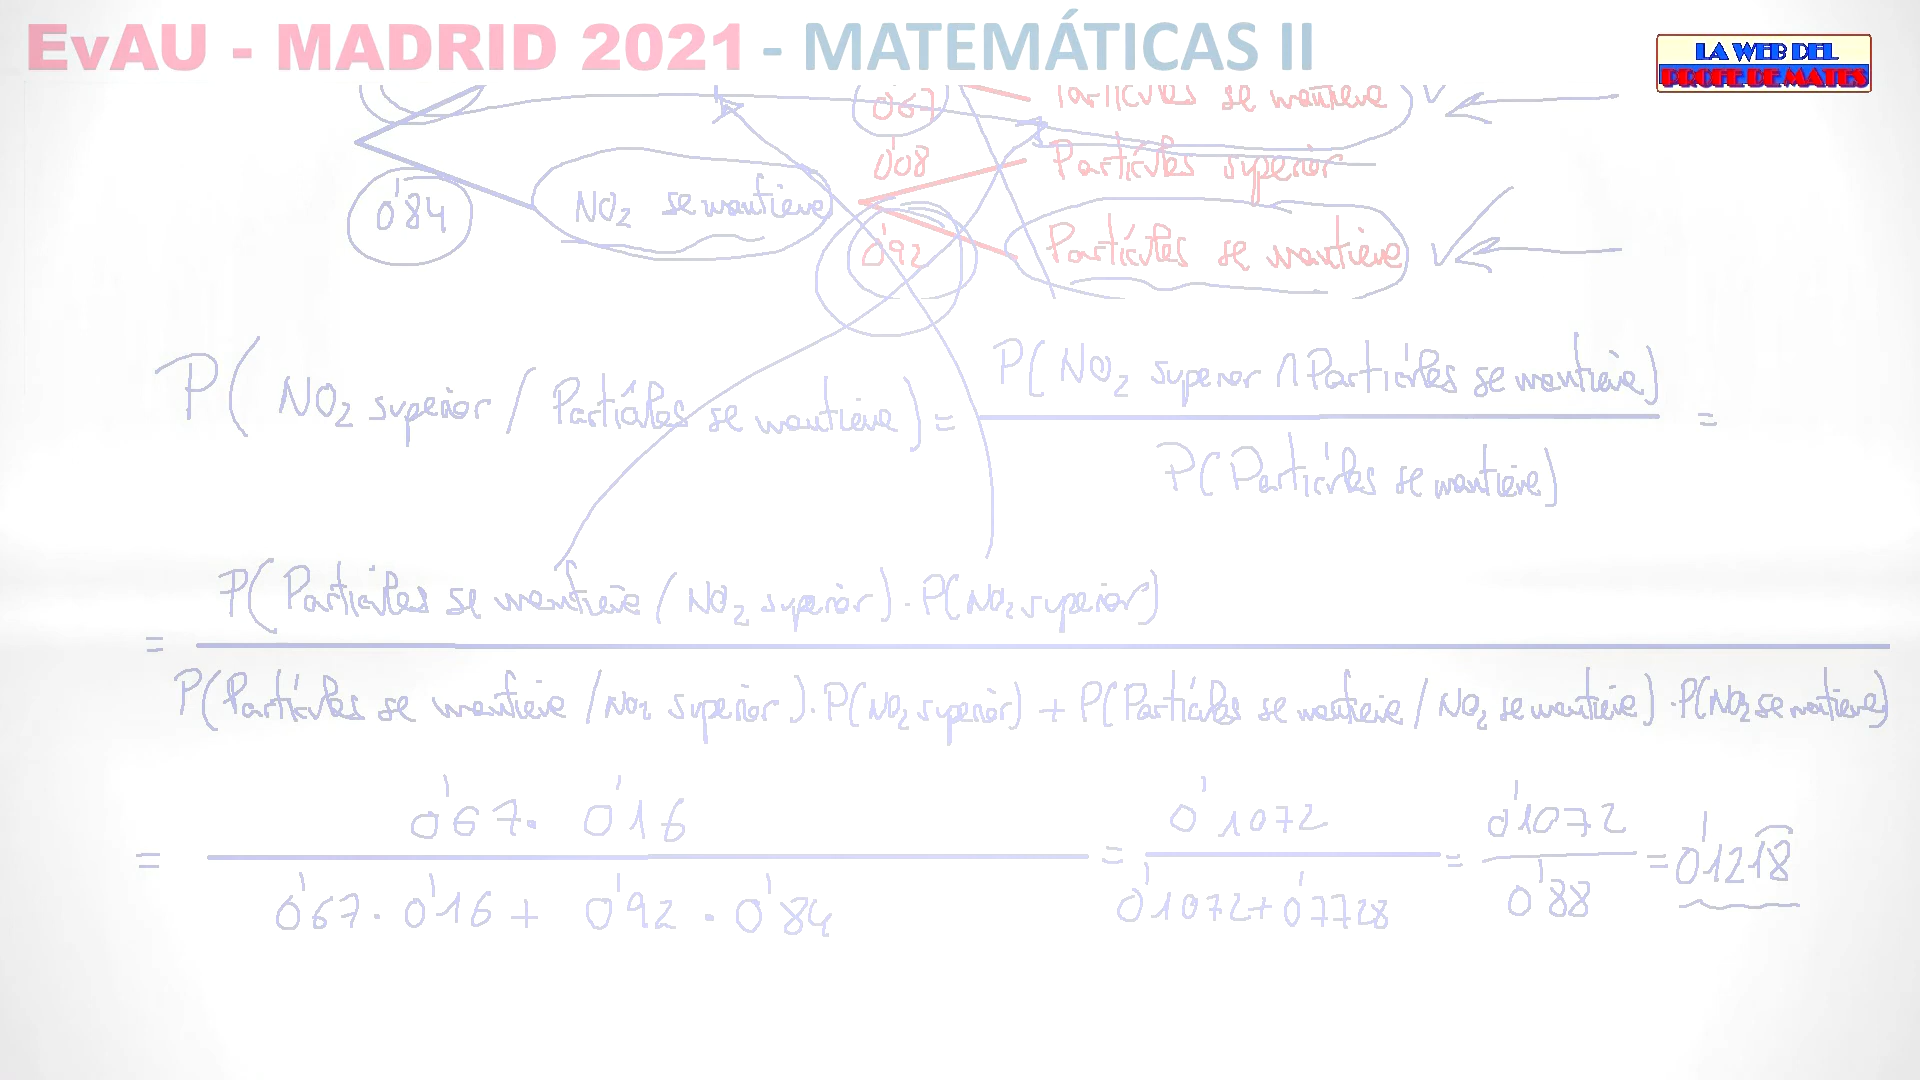 EvAU - MADRID 2021 - MATEMÁTICAS II
LA WEB DEL
PROFE DE MATES
0'67 Partículas se mantiene
0'08 Partículas superior
0'84 NO₂ se mantiene
0'92 Partículas se mantiene
P( NO₂ superior / Partículas se mantiene ) = P( NO₂ superior ∩ Partículas se mantiene) / P( Partículas se mantiene) =
= P( Partículas se mantiene / NO₂ superior ) · P(NO₂ superior)
P(Partículas se mantiene / NO₂ superior ) · P(NO₂ superior) + P(Partículas se mantiene / NO₂ se mantiene) · P(NO₂ se mantiene)
= 0'67 · 0'16 / 0'67 · 0'16 + 0'92 · 0'84 = 0'1072 / 0'1072 + 0'7728 = 0'1072 / 0'88 = 0'1218